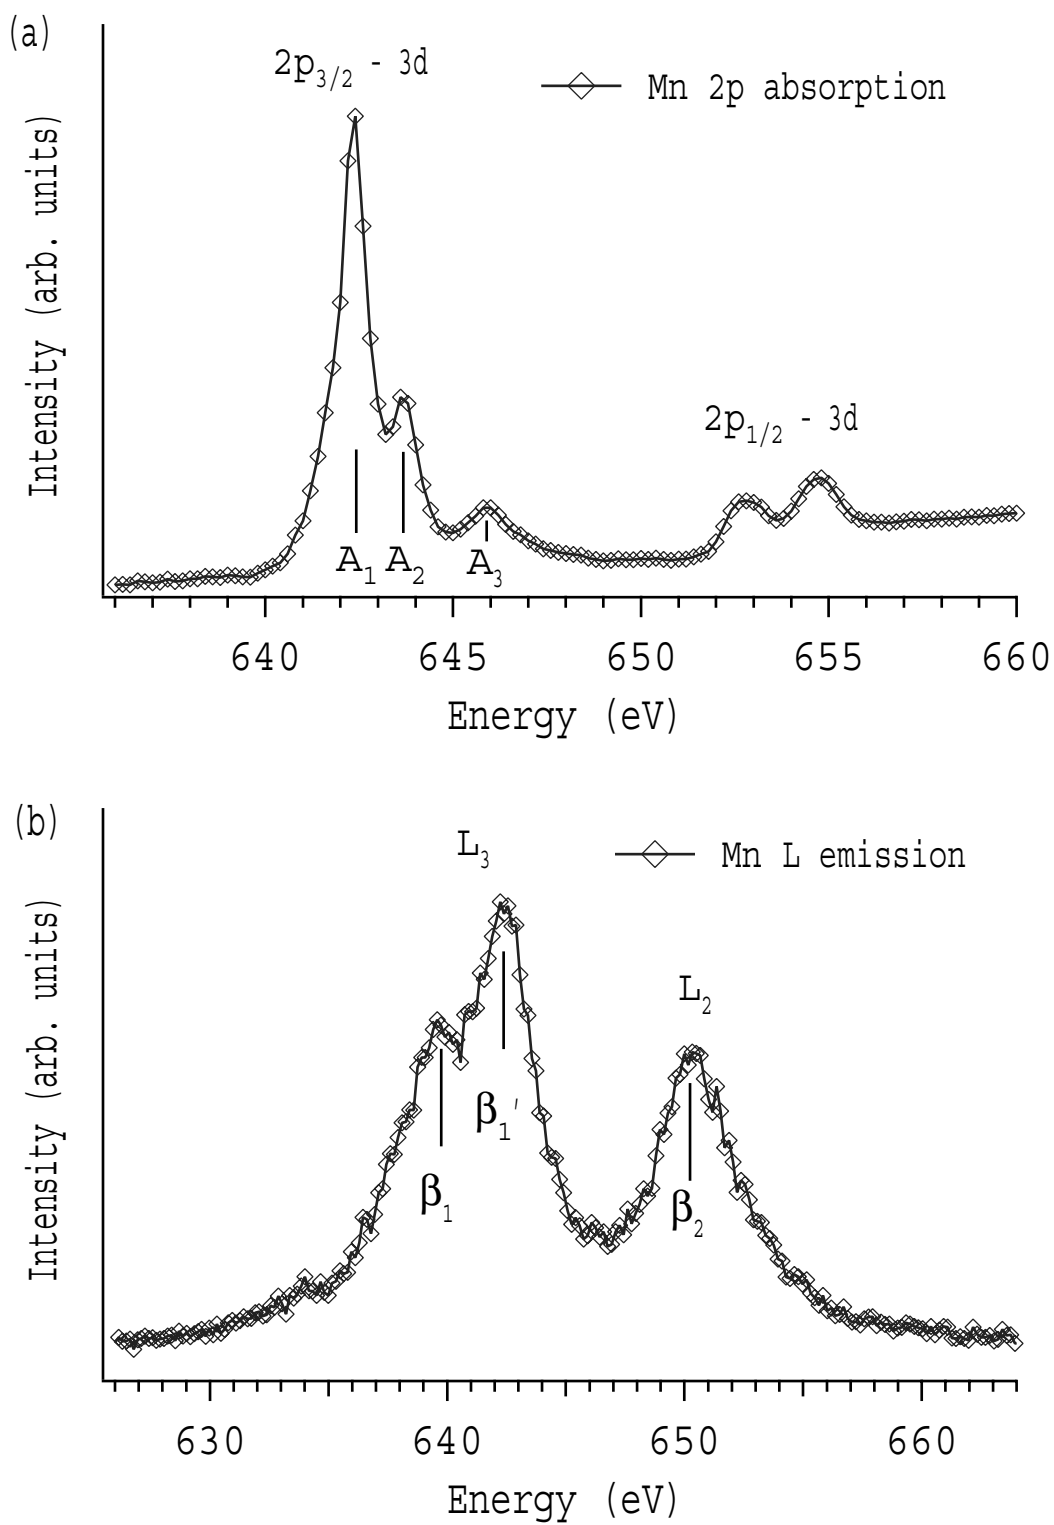 (a)
2p3/2 - 3d
Mn 2p absorption
Intensity (arb. units)
2p1/2 - 3d
A1 A2 A3
640 645 650 655 660
Energy (eV)
(b)
L3
Mn L emission
Intensity (arb. units)
L2
β1'
β1
β2
630 640 650 660
Energy (eV)